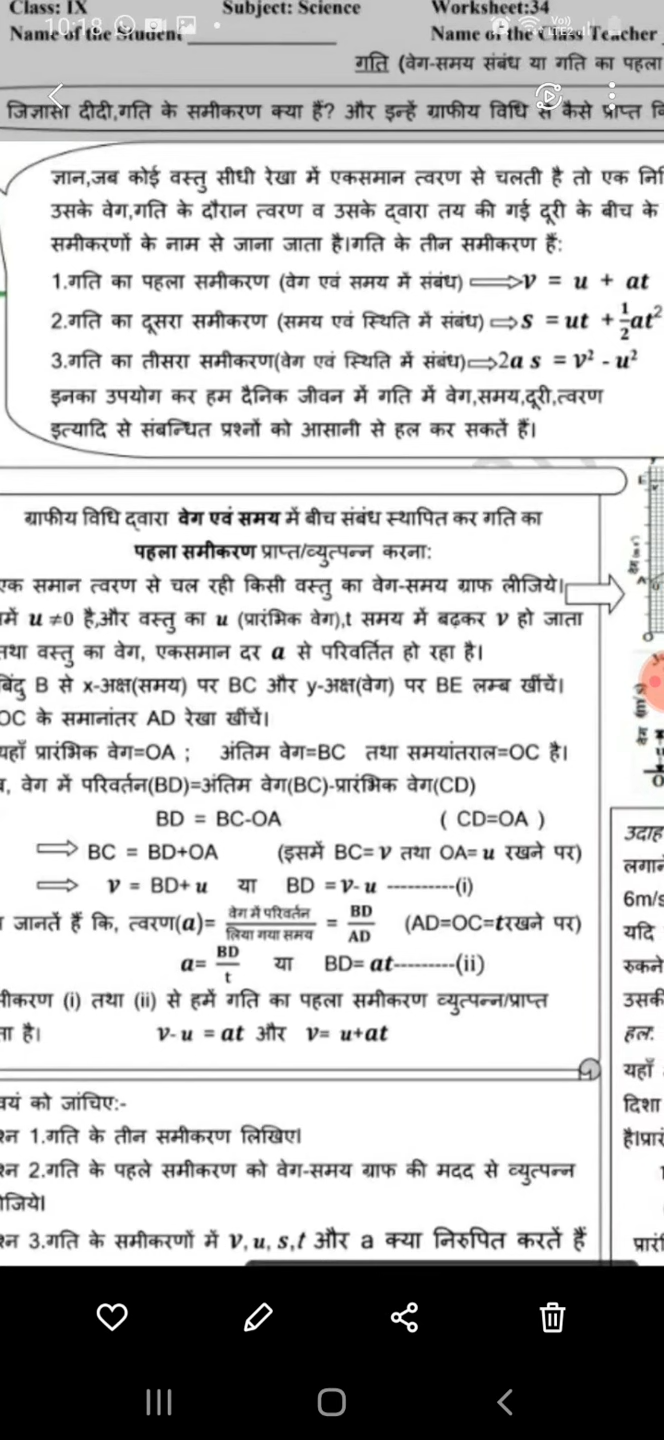 Class: IX Subject: Science Worksheet:34
10:18
Name of the Student Name of the Class Teacher
गति (वेग-समय संबंध या गति का पहला
जिज्ञासा दीदी,गति के समीकरण क्या हैं? और इन्हें ग्राफीय विधि से कैसे प्राप्त
ज्ञान,जब कोई वस्तु सीधी रेखा में एकसमान त्वरण से चलती है तो एक
उसके वेग,गति के दौरान त्वरण व उसके द्वारा तय की गई दूरी के बीच के
समीकरणों के नाम से जाना जाता है।गति के तीन समीकरण हैं:
1.गति का पहला समीकरण (वेग एवं समय में संबंध) ⟹ v = u + at
2.गति का दूसरा समीकरण (समय एवं स्थिति में संबंध) ⟹ s = ut + 1/2 at²
3.गति का तीसरा समीकरण(वेग एवं स्थिति में संबंध) ⟹ 2a s = v² - u²
इनका उपयोग कर हम दैनिक जीवन में गति में वेग,समय,दूरी,त्वरण
इत्यादि से संबन्धित प्रश्नों को आसानी से हल कर सकतें हैं।
ग्राफीय विधि द्वारा वेग एवं समय में बीच संबंध स्थापित कर गति का
पहला समीकरण प्राप्त/व्युत्पन्न करना:
एक समान त्वरण से चल रही किसी वस्तु का वेग-समय ग्राफ लीजिये।
में u ≠0 है,और वस्तु का u (प्रारंभिक वेग),t समय में बढ़कर v हो जाता
तथा वस्तु का वेग, एकसमान दर a से परिवर्तित हो रहा है।
बिंदु B से x-अक्ष(समय) पर BC और y-अक्ष(वेग) पर BE लम्ब खींचें।
OC के समानांतर AD रेखा खींचें।
यहाँ प्रारंभिक वेग=OA ; अंतिम वेग=BC तथा समयांतराल=OC है।
, वेग में परिवर्तन(BD)=अंतिम वेग(BC)-प्रारंभिक वेग(CD)
BD = BC-OA ( CD=OA )
⟹ BC = BD+OA (इसमें BC= v तथा OA= u रखने पर)
⟹ v = BD+ u या BD = v- u ----------(i)
जानतें हैं कि, त्वरण(a)= वेग में परिवर्तन/लिया गया समय = BD/AD (AD=OC=t रखने पर)
a= BD/t या BD= at---------(ii)
मीकरण (i) तथा (ii) से हमें गति का पहला समीकरण व्युत्पन्न/प्राप्त
ता है। v- u = at और v= u+at
वयं को जांचिए:-
श्न 1.गति के तीन समीकरण लिखिए।
श्न 2.गति के पहले समीकरण को वेग-समय ग्राफ की मदद से व्युत्पन्न
जिये।
श्न 3.गति के समीकरणों में v, u, s,t और a क्या निरुपित करतें हैं
वेग (m/s)
उदाह
लगान
6m/s
यदि
रुकने
उसकी
हल:
यहाँ
दिशा
है।प्रार
प्रारं